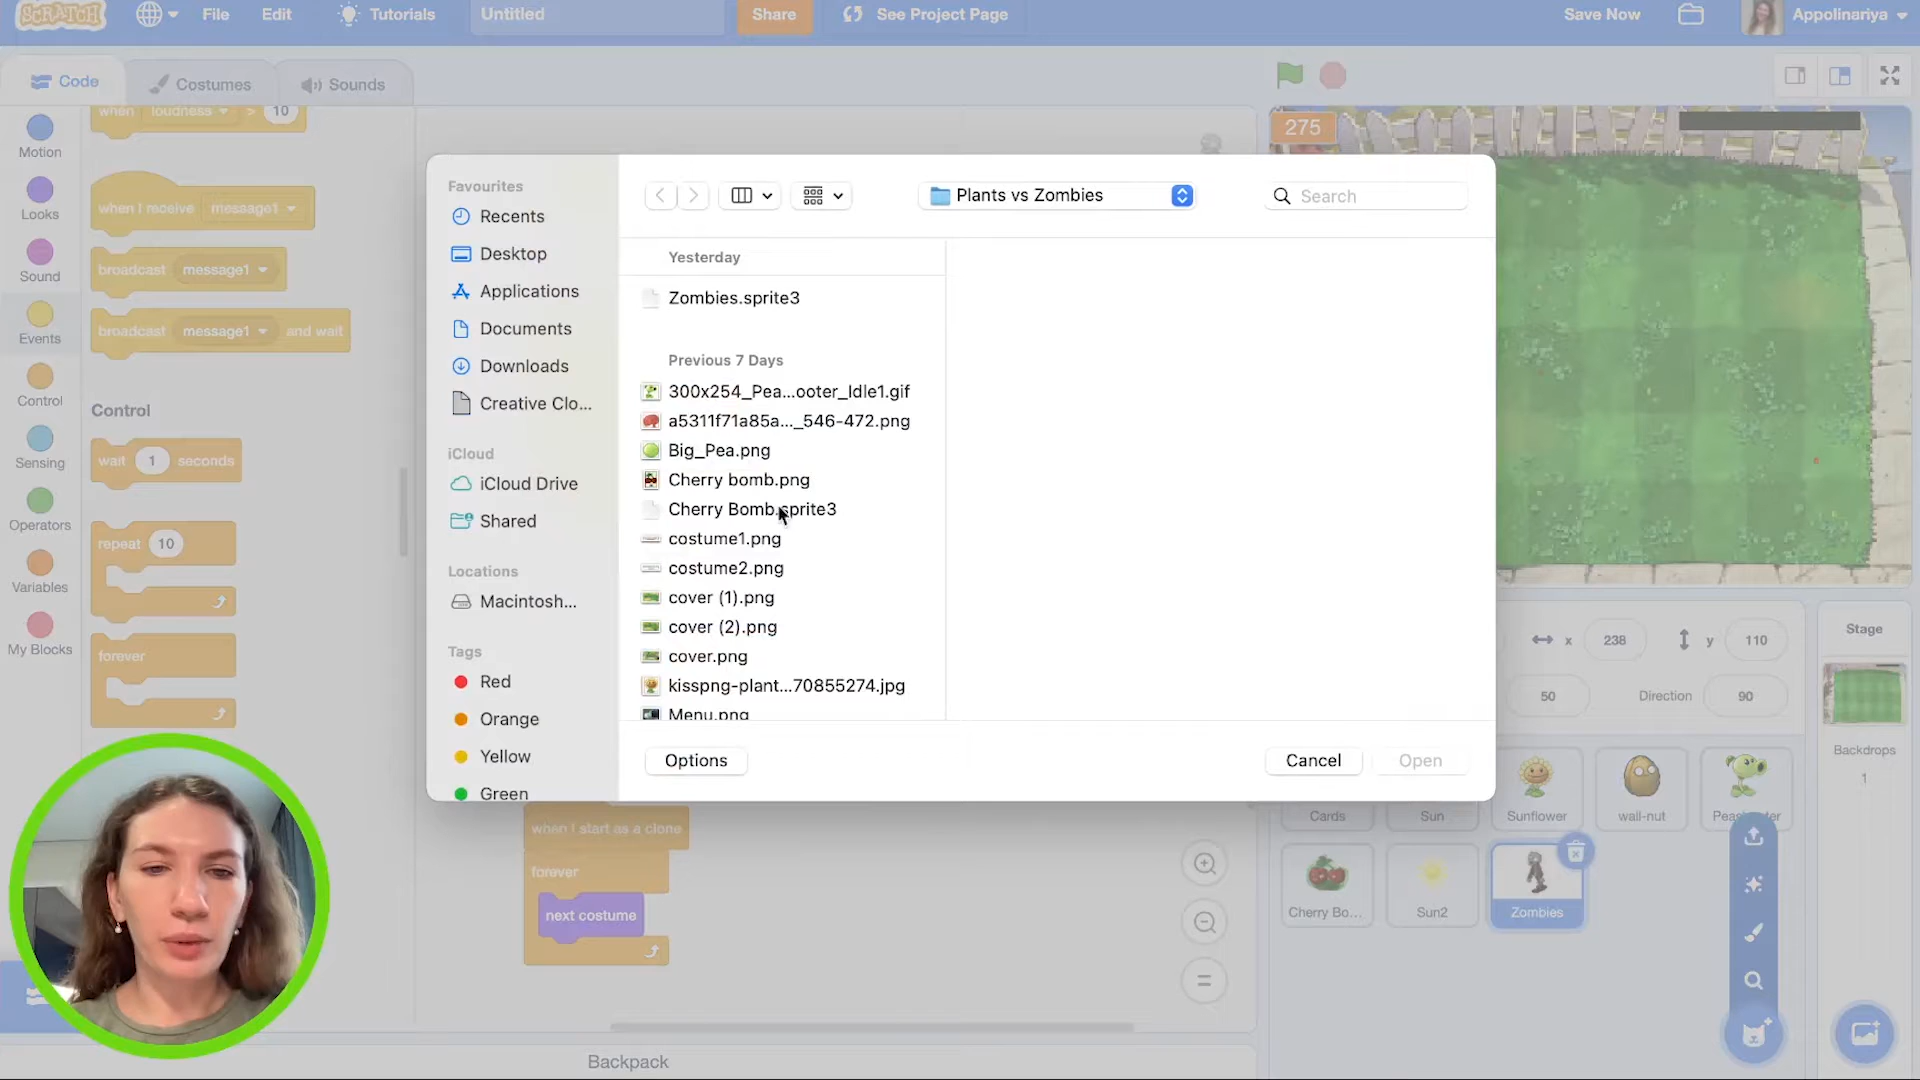 SCRATCH
File
Edit
Tutorials
Untitled
Share
See Project Page
Save Now
Appolinariya
Code
Costumes
Sounds
Motion
Looks
Sound
Events
Control
Sensing
Operators
Variables
My Blocks
when loudness > 10
when I receive message1
broadcast message1
broadcast message1 and wait
Control
wait 1 seconds
repeat 10
forever
Favourites
Recents
Desktop
Applications
Documents
Downloads
Creative Clo...
iCloud
iCloud Drive
Shared
Locations
Macintosh...
Tags
Red
Orange
Yellow
Green
Plants vs Zombies
Search
Yesterday
Zombies.sprite3
Previous 7 Days
300x254_Pea...ooter_Idle1.gif
a5311f71a85a..._546-472.png
Big_Pea.png
Cherry bomb.png
Cherry Bomb.sprite3
costume1.png
costume2.png
cover (1).png
cover (2).png
cover.png
kisspng-plant...70855274.jpg
Menu.png
Options
Cancel
Open
when I start as a clone
forever
next costume
Backpack
275
x 238
y 110
50
Direction 90
Cards
Sun
Sunflower
wall-nut
Cherry Bo...
Sun2
Zombies
Stage
Backdrops
1